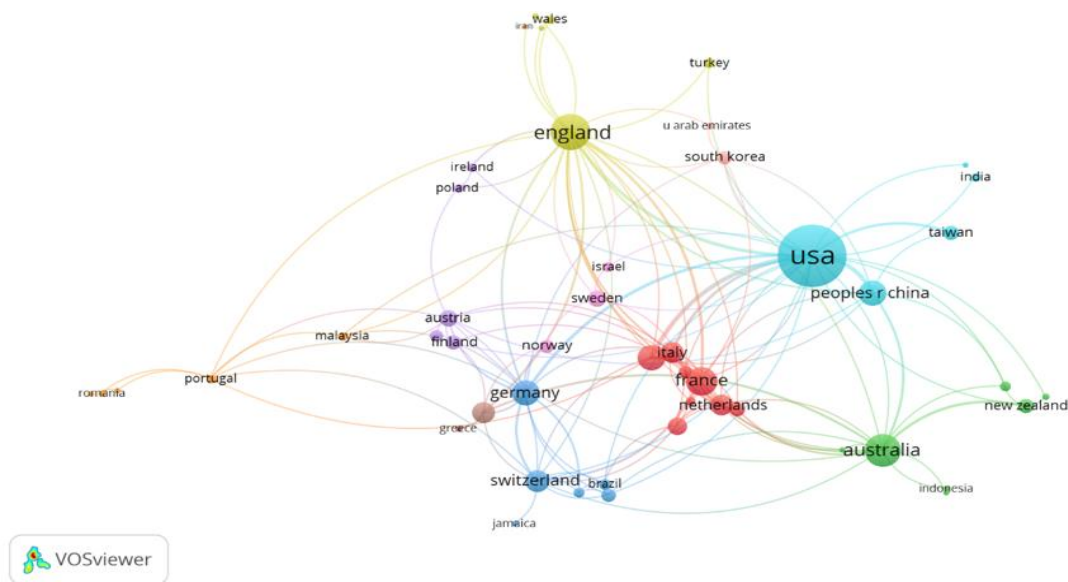 wales
iran
turkey
england
u arab emirates
south korea
ireland
poland
india
taiwan
usa
israel
peoples r china
sweden
austria
malaysia
finland
norway
italy
portugal
france
romania
germany
netherlands
new zealand
greece
australia
switzerland
brazil
indonesia
jamaica
VOSviewer